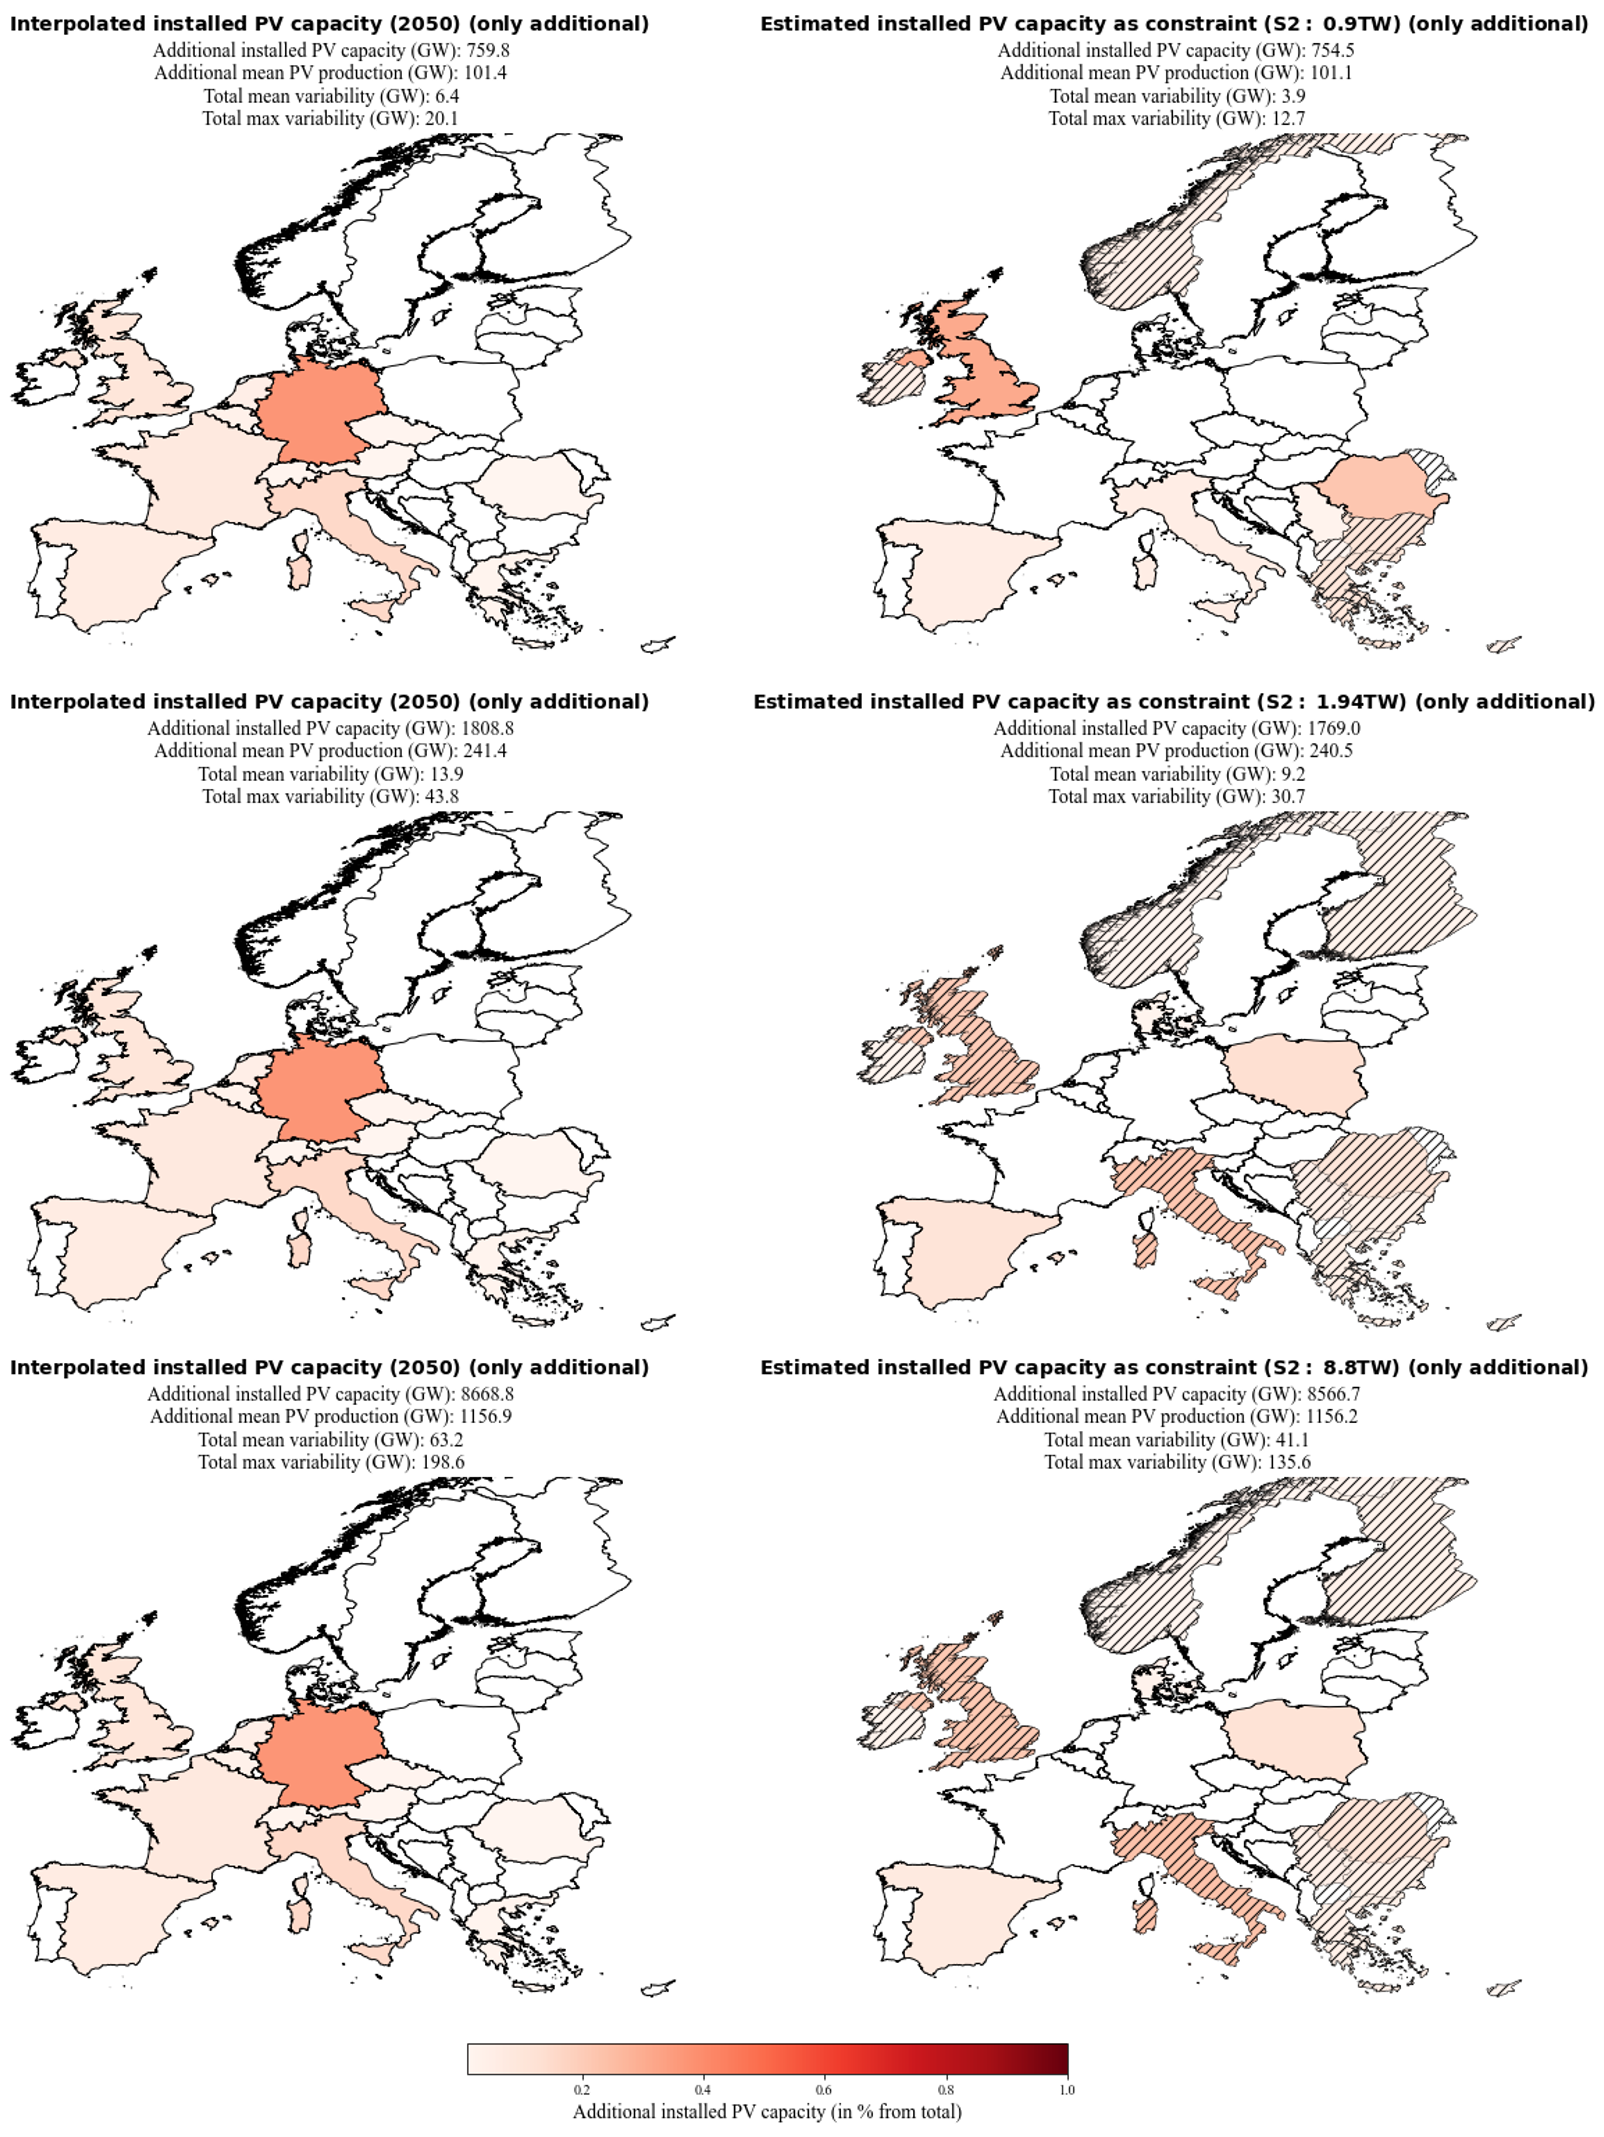 Interpolated installed PV capacity (2050) (only additional)
Additional installed PV capacity (GW): 759.8
Additional mean PV production (GW): 101.4
Total mean variability (GW): 6.4
Total max variability (GW): 20.1
Estimated installed PV capacity as constraint (S2 : 0.9TW) (only additional)
Additional installed PV capacity (GW): 754.5
Additional mean PV production (GW): 101.1
Total mean variability (GW): 3.9
Total max variability (GW): 12.7
Interpolated installed PV capacity (2050) (only additional)
Additional installed PV capacity (GW): 1808.8
Additional mean PV production (GW): 241.4
Total mean variability (GW): 13.9
Total max variability (GW): 43.8
Estimated installed PV capacity as constraint (S2 : 1.94TW) (only additional)
Additional installed PV capacity (GW): 1769.0
Additional mean PV production (GW): 240.5
Total mean variability (GW): 9.2
Total max variability (GW): 30.7
Interpolated installed PV capacity (2050) (only additional)
Additional installed PV capacity (GW): 8668.8
Additional mean PV production (GW): 1156.9
Total mean variability (GW): 63.2
Total max variability (GW): 198.6
Estimated installed PV capacity as constraint (S2 : 8.8TW) (only additional)
Additional installed PV capacity (GW): 8566.7
Additional mean PV production (GW): 1156.2
Total mean variability (GW): 41.1
Total max variability (GW): 135.6
0.2 0.4 0.6 0.8 1.0
Additional installed PV capacity (in % from total)